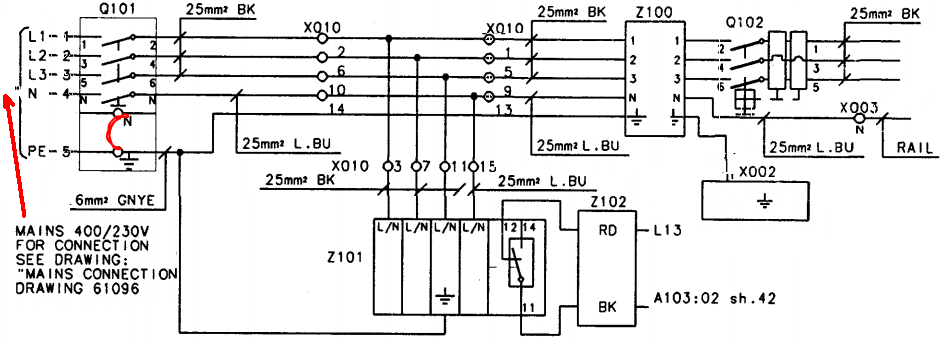 25mm² BK
Q101
X010
25mm² L.BU
X010
25mm² BK
Z100
Q102
25mm² BK
L1-1
1
2
L2-2
3
4
2
1
L3-3
5
6
6
5
N-4
N
N
10
9
14
13
N
PE-5
1
2
3
N
1
2
3
N
2
4
6
1
3
5
X003
N
25mm² L.BU
25mm² L.BU
25mm² L.BU
RAIL
X010
3
7
11
15
25mm² BK
25mm² L.BU
X002
6mm² GNYE
MAINS 400/230V
FOR CONNECTION
SEE DRAWING:
"MAINS CONNECTION
DRAWING 61096
Z101
L/N
L/N
L/N
L/N
12
14
11
Z102
RD
BK
L13
A103:02 sh.42